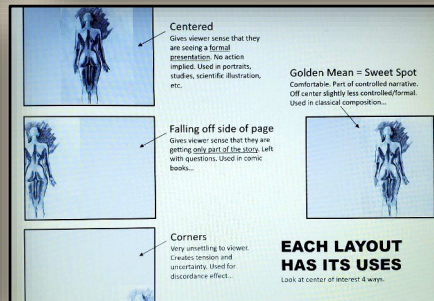 Centered
Gives viewer sense that they
are seeing a formal
presentation. No action
implied. Used in portraits,
studies, scientific illustration,
etc.
Golden Mean = Sweet Spot
Comfortable. Part of controlled narrative.
Off center slightly less controlled/formal.
Used in classical composition...
Falling off side of page
Gives viewer sense that they are
getting only part of the story. Left
with questions. Used in comic
books...
Corners
Very unsettling to viewer.
Creates tension and
uncertainty. Used for
discordance effect...
EACH LAYOUT
HAS ITS USES
Look at center of interest 4 ways.